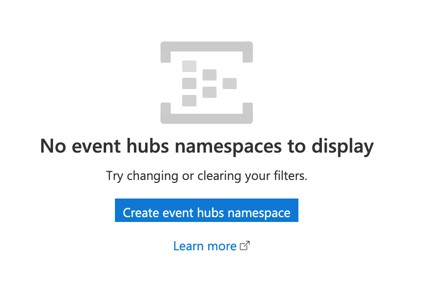 No event hubs namespaces to display
Try changing or clearing your filters.
Create event hubs namespace
Learn more